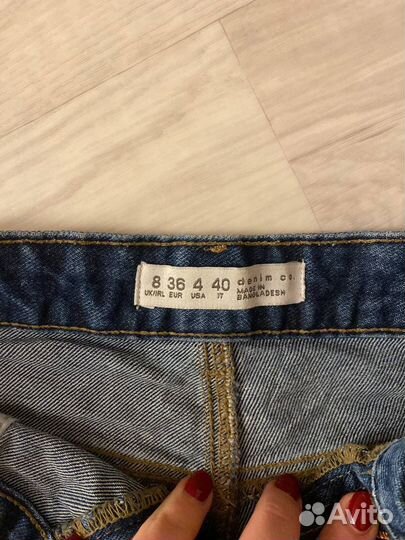 8 36 4 40 denim co.
UK/IRL EUR USA IT MADE IN
BANGLADESH
Avito